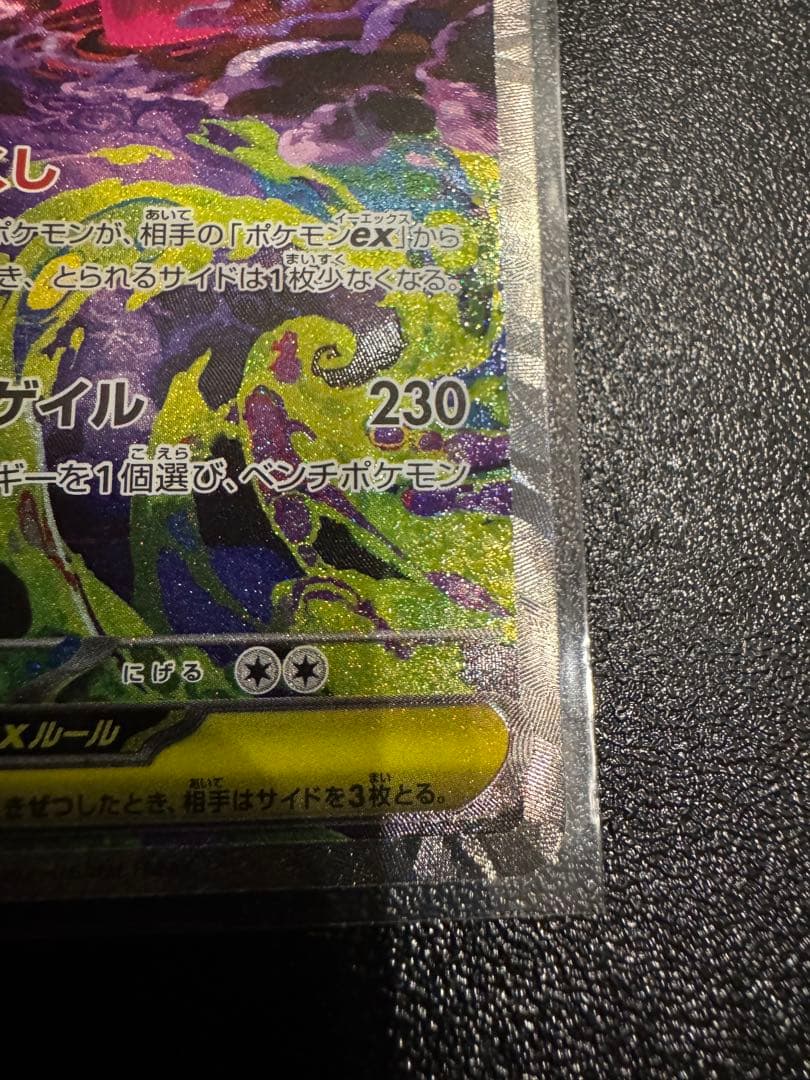 くし
ポケモンが、相手の「ポケモンex」から
き、とられるサイドは1枚少なくなる。
ゲイル 230
ギーを1個選び、ベンチポケモン
にげる
xルール
きぜつしたとき、相手はサイドを3枚とる。